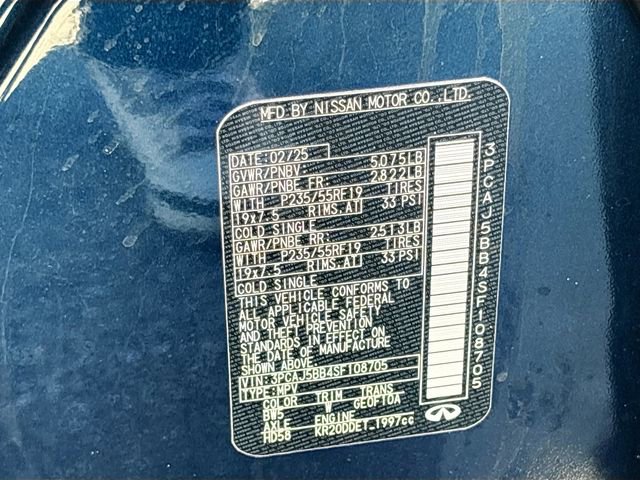 MFD BY NISSAN MOTOR CO.,LTD.
DATE: 02/25
GVWR/PNBV 5075LB
GAWR/PNBE FR: 2822LB
WITH P235/55RF19 TIRES
19x7.5 RIMS,AT 33 PSI
COLD SINGLE
GAWR/PNBE RR: 2513LB
WITH P235/55RF19 TIRES
19x7.5 RIMS,AT 33 PSI
COLD SINGLE
THIS VEHICLE CONFORMS TO
ALL APPLICABLE FEDERAL
MOTOR VEHICLE SAFETY
AND THEFT PREVENTION
STANDARDS IN EFFECT ON
THE DATE OF MANUFACTURE
SHOWN ABOVE
VIN: 3PCAJ5BB4SF108705
TYPE: MPV
COLOR TRIM TRANS
BW5 W GE0F10A
AXLE ENGINE
RD58 KR20DDET 1997cc
3PCAJ5BB4SF108705